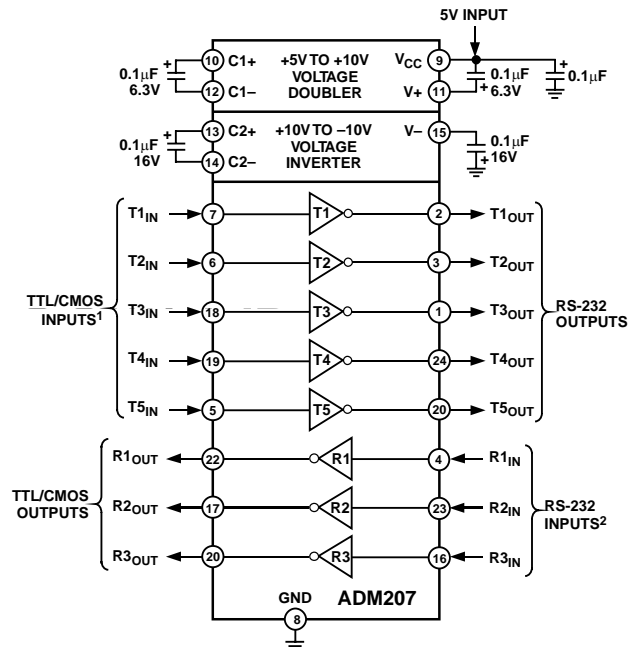 5V INPUT
0.1µF
6.3V
+
10
C1+
12
C1–
+5V TO +10V
VOLTAGE
DOUBLER
VCC
9
V+
11
+
0.1µF
6.3V
+
0.1µF
0.1µF
16V
+
13
C2+
14
C2–
+10V TO –10V
VOLTAGE
INVERTER
V–
15
+
0.1µF
16V
TTL/CMOS
INPUTS1
T1IN 7 T1 2 T1OUT
T2IN 6 T2 3 T2OUT
T3IN 18 T3 1 T3OUT
T4IN 19 T4 24 T4OUT
T5IN 5 T5 20 T5OUT
RS-232
OUTPUTS
TTL/CMOS
OUTPUTS
R1OUT 22 R1 4 R1IN
R2OUT 17 R2 23 R2IN
R3OUT 20 R3 16 R3IN
RS-232
INPUTS2
GND
8
ADM207